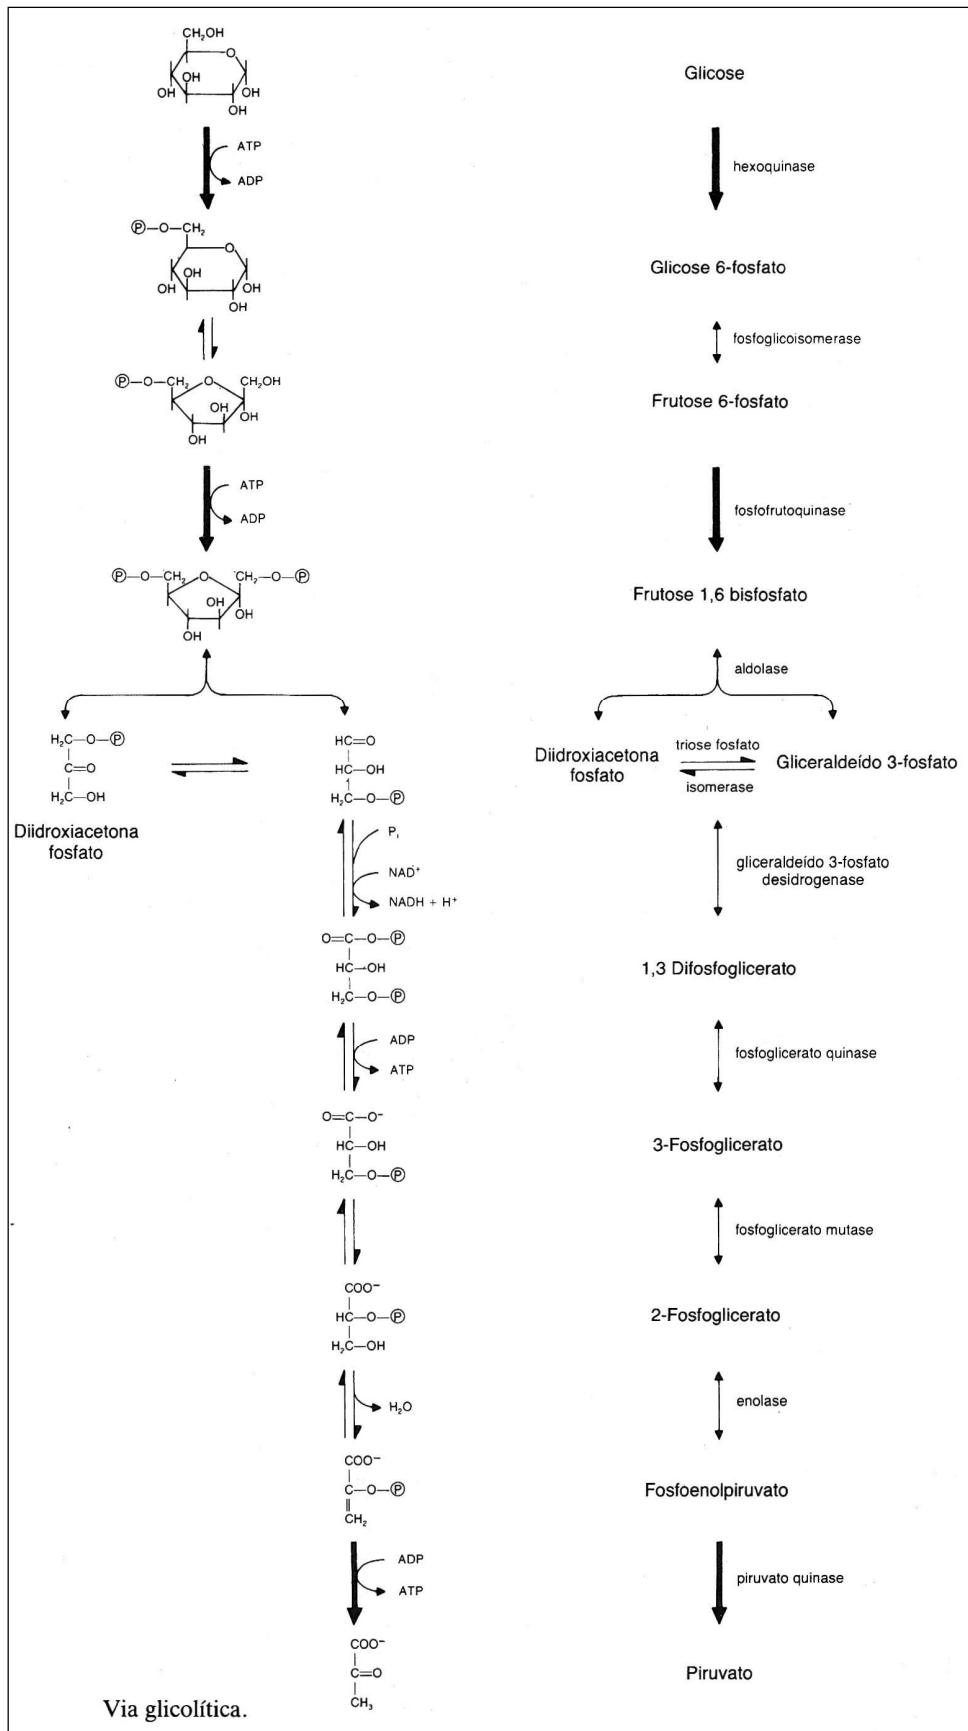 CH₂OH
O
OH
OH
OH
OH
Glicose
ATP
ADP
hexoquinase
Ⓟ—O—CH₂
O
OH
OH
OH
OH
Glicose 6-fosfato
fosfoglicoisomerase
Ⓟ—O—CH₂ O CH₂OH
OH
OH
OH
Frutose 6-fosfato
ATP
ADP
fosfofrutoquinase
Ⓟ—O—CH₂ O CH₂—O—Ⓟ
OH
OH
OH
Frutose 1,6 bisfosfato
aldolase
H₂C—O—Ⓟ
C=O
H₂C—OH
Diidroxiacetona
fosfato
HC=O
HC—OH
H₂C—O—Ⓟ
Diidroxiacetona
fosfato
triose fosfato
isomerase
Gliceraldeído 3-fosfato
Pᵢ
NAD⁺
NADH + H⁺
gliceraldeído 3-fosfato
desidrogenase
O=C—O—Ⓟ
HC—OH
H₂C—O—Ⓟ
1,3 Difosfoglicerato
ADP
ATP
fosfoglicerato quinase
O=C—O⁻
HC—OH
H₂C—O—Ⓟ
3-Fosfoglicerato
fosfoglicerato mutase
COO⁻
HC—O—Ⓟ
H₂C—OH
2-Fosfoglicerato
H₂O
enolase
COO⁻
C—O—Ⓟ
CH₂
Fosfoenolpiruvato
ADP
ATP
piruvato quinase
COO⁻
C=O
CH₃
Piruvato
Via glicolítica.